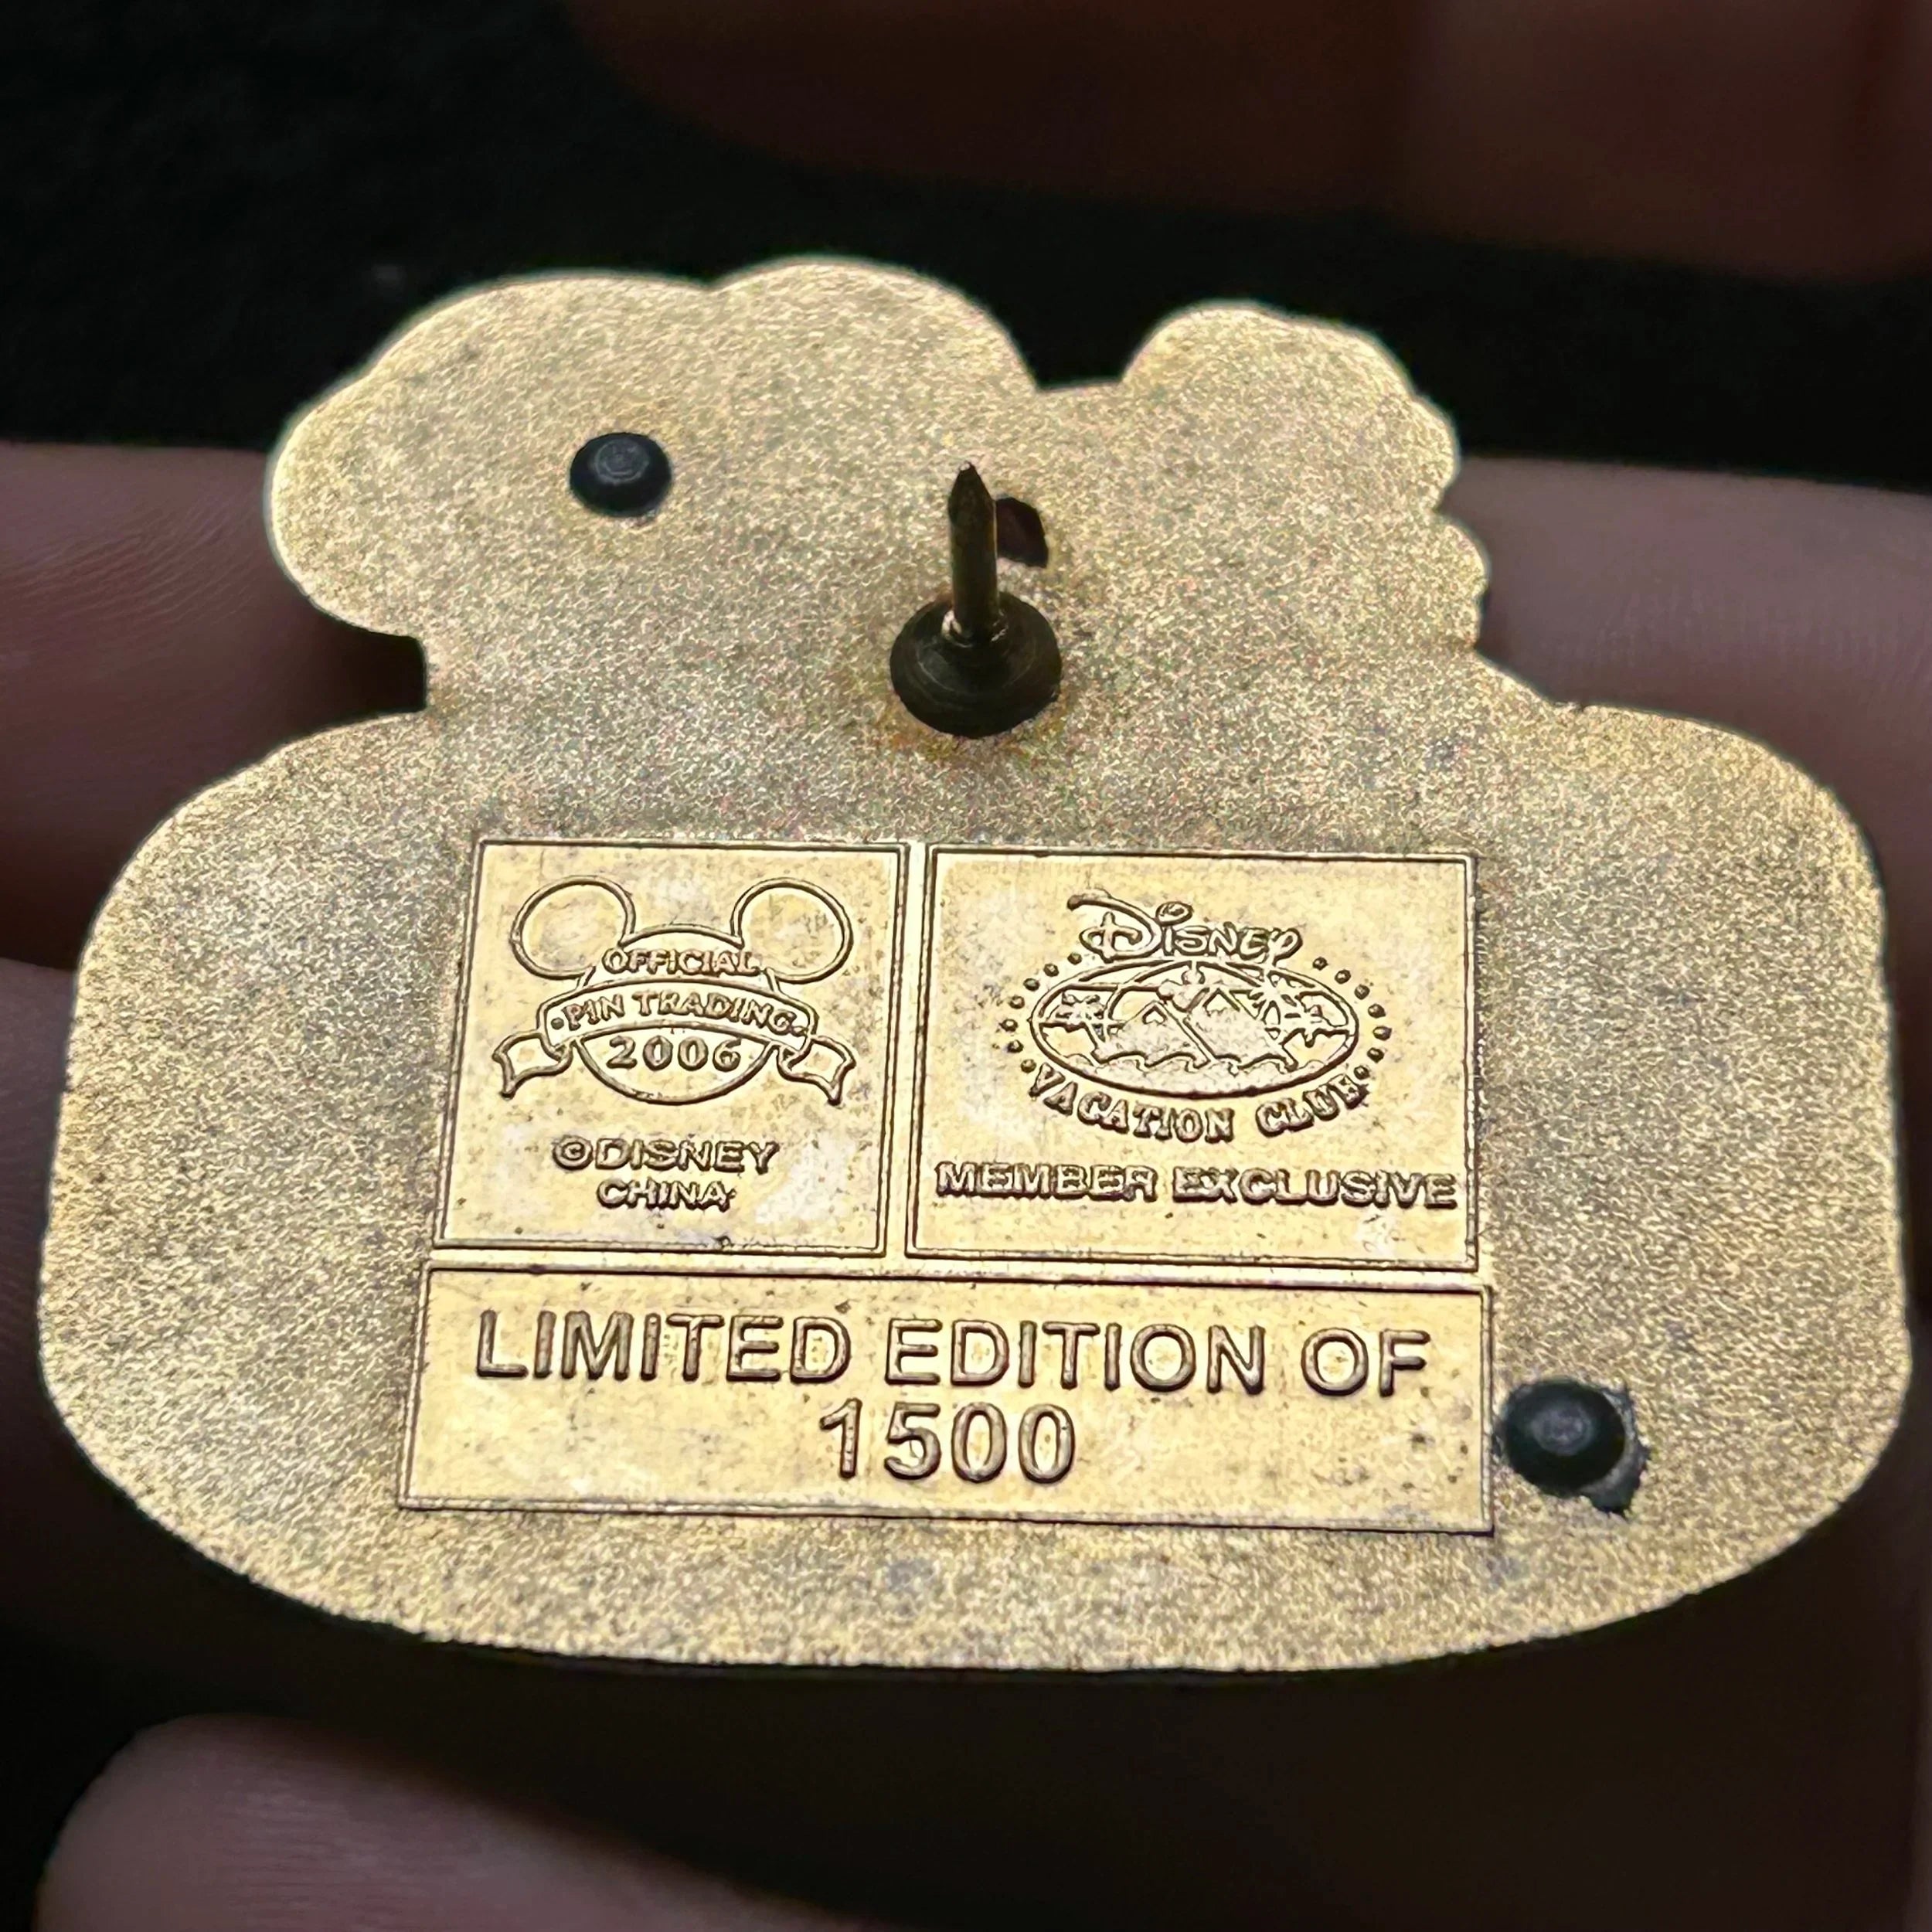 OFFICIAL
PIN TRADING
2006
©DISNEY
CHINA
DISNEY
VACATION CLUB
MEMBER EXCLUSIVE
LIMITED EDITION OF
1500